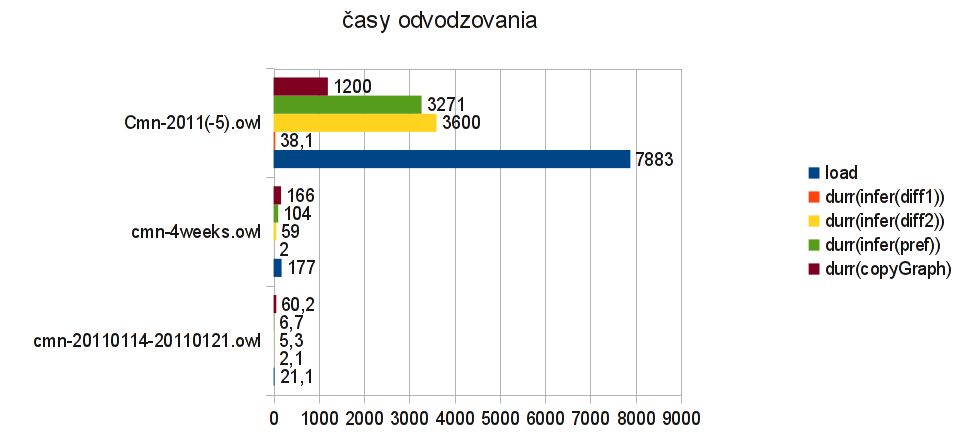 časy odvodzovania
Cmn-2011(-5).owl
1200
3271
3600
38,1
7883
cmn-4weeks.owl
166
104
59
2
177
cmn-20110114-20110121.owl
60,2
6,7
5,3
2,1
21,1
0 1000 2000 3000 4000 5000 6000 7000 8000 9000
load
durr(infer(diff1))
durr(infer(diff2))
durr(infer(pref))
durr(copyGraph)